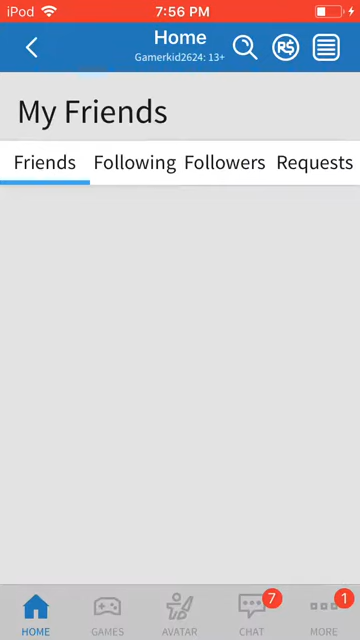 iPod 7:56 PM
Home
Gamerkid2624: 13+
R$
My Friends
Friends Following Followers Requests
7 1
HOME GAMES AVATAR CHAT MORE